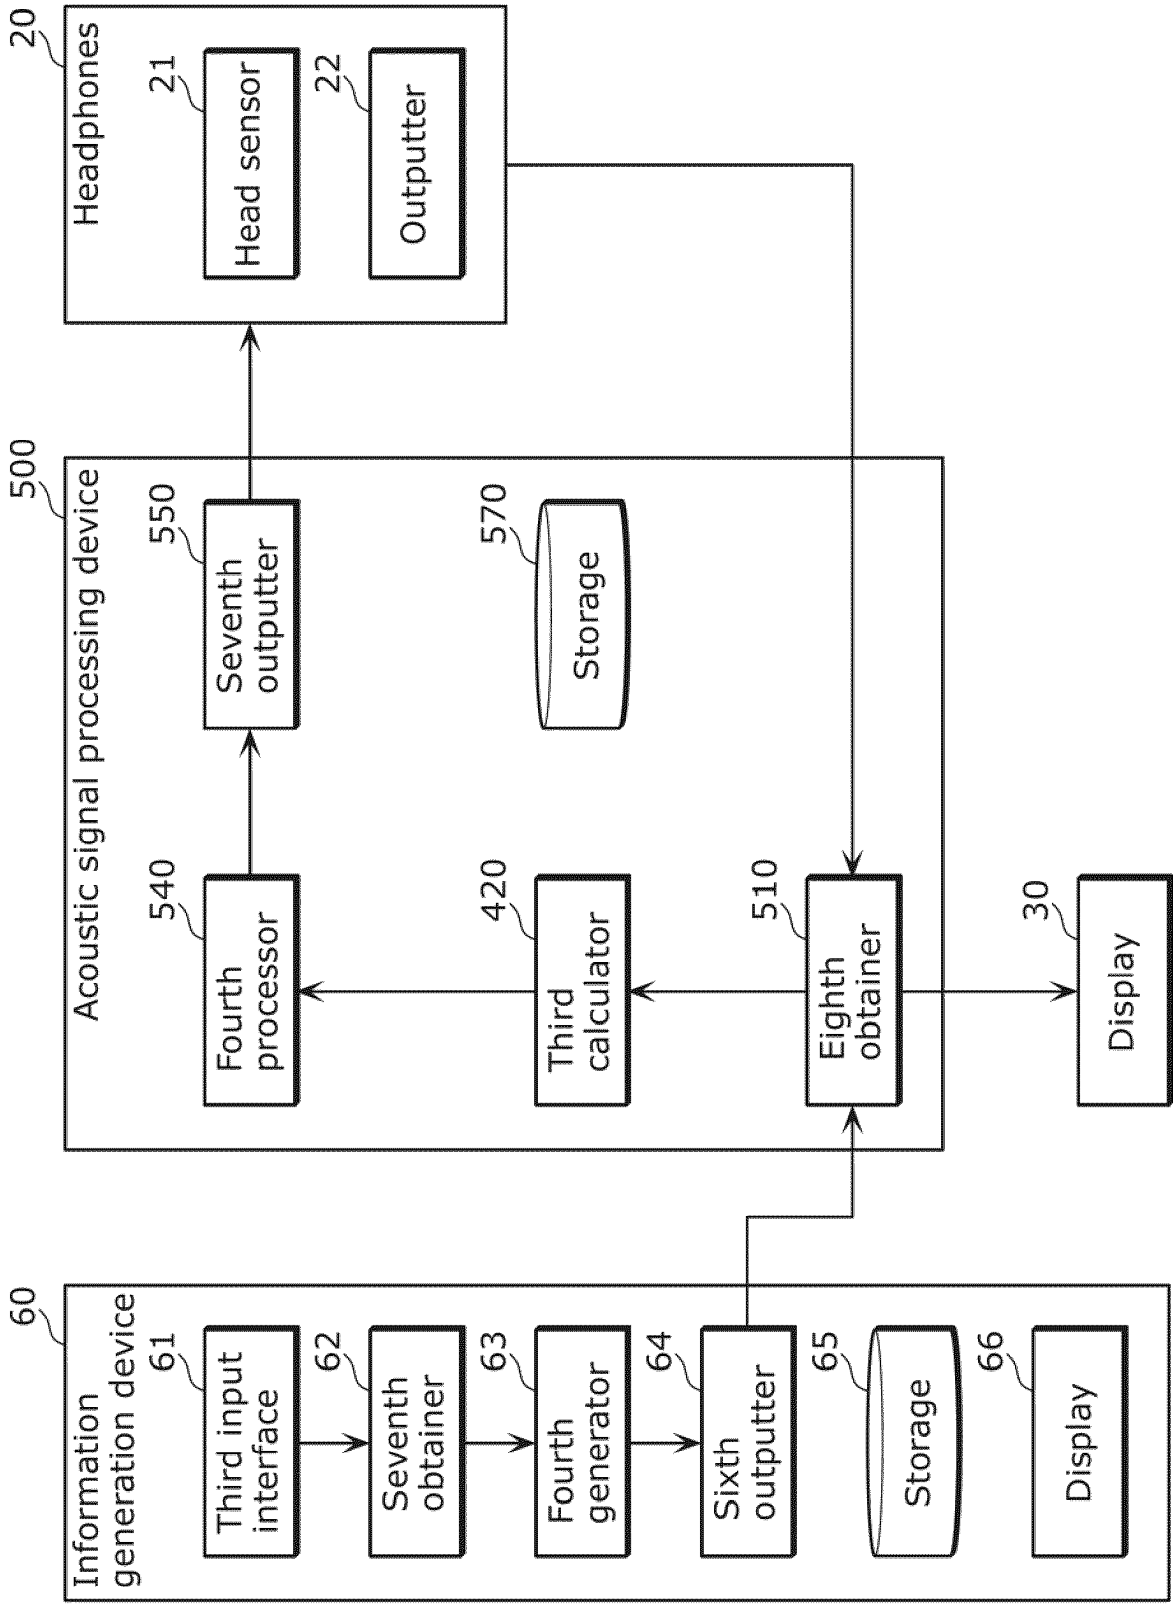 60
Information
generation device
61
Third input
interface
62
Seventh
obtainer
63
Fourth
generator
64
Sixth
outputter
65
Storage
66
Display
500
Acoustic signal processing device
540
Fourth
processor
550
Seventh
outputter
420
Third
calculator
570
Storage
510
Eighth
obtainer
30
Display
20
Headphones
21
Head sensor
22
Outputter